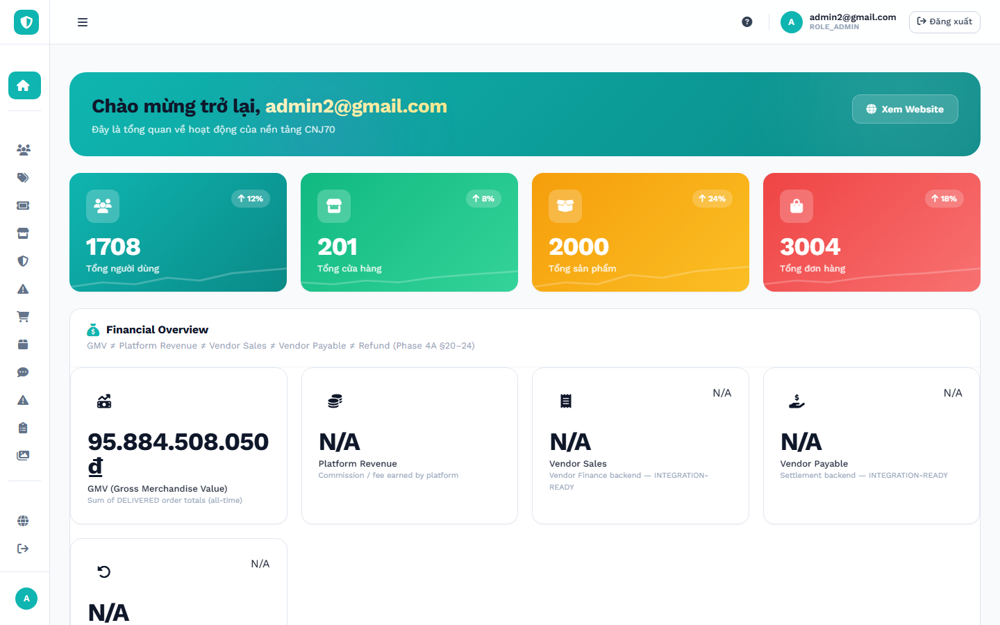 admin2@gmail.com
ROLE_ADMIN
Đăng xuất
A
Chào mừng trở lại, admin2@gmail.com
Đây là tổng quan về hoạt động của nền tảng CNJ70
Xem Website
12%
1708
Tổng người dùng
8%
201
Tổng cửa hàng
24%
2000
Tổng sản phẩm
18%
3004
Tổng đơn hàng
Financial Overview
GMV ≠ Platform Revenue ≠ Vendor Sales ≠ Vendor Payable ≠ Refund (Phase 4A §20–24)
95.884.508.050
₫
GMV (Gross Merchandise Value)
Sum of DELIVERED order totals (all-time)
N/A
Platform Revenue
Commission / fee earned by platform
N/A
N/A
Vendor Sales
Vendor Finance backend — INTEGRATION-
READY
N/A
N/A
Vendor Payable
Settlement backend — INTEGRATION-READY
N/A
N/A
A